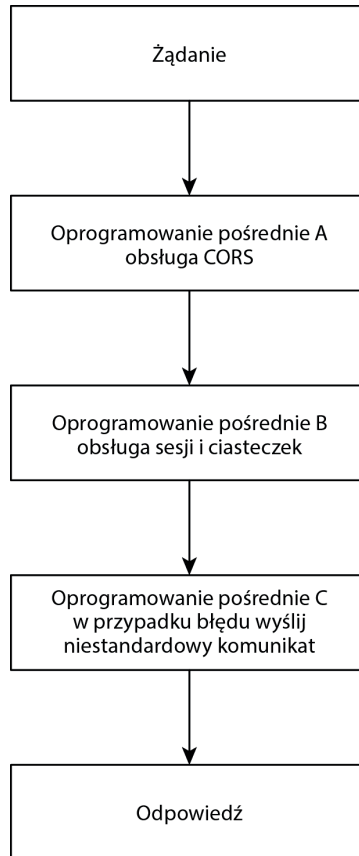 Żądanie
Oprogramowanie pośrednie A
obsługa CORS
Oprogramowanie pośrednie B
obsługa sesji i ciasteczek
Oprogramowanie pośrednie C
w przypadku błędu wyślij
niestandardowy komunikat
Odpowiedź